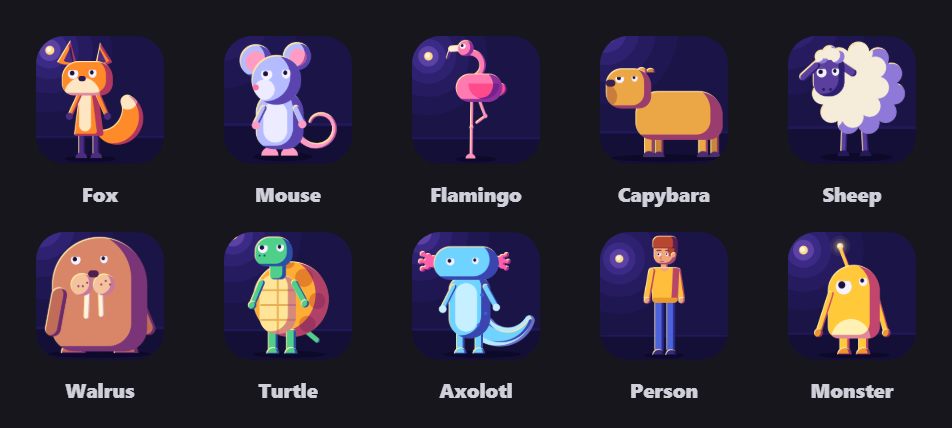 Fox
Mouse
Flamingo
Capybara
Sheep
Walrus
Turtle
Axolotl
Person
Monster